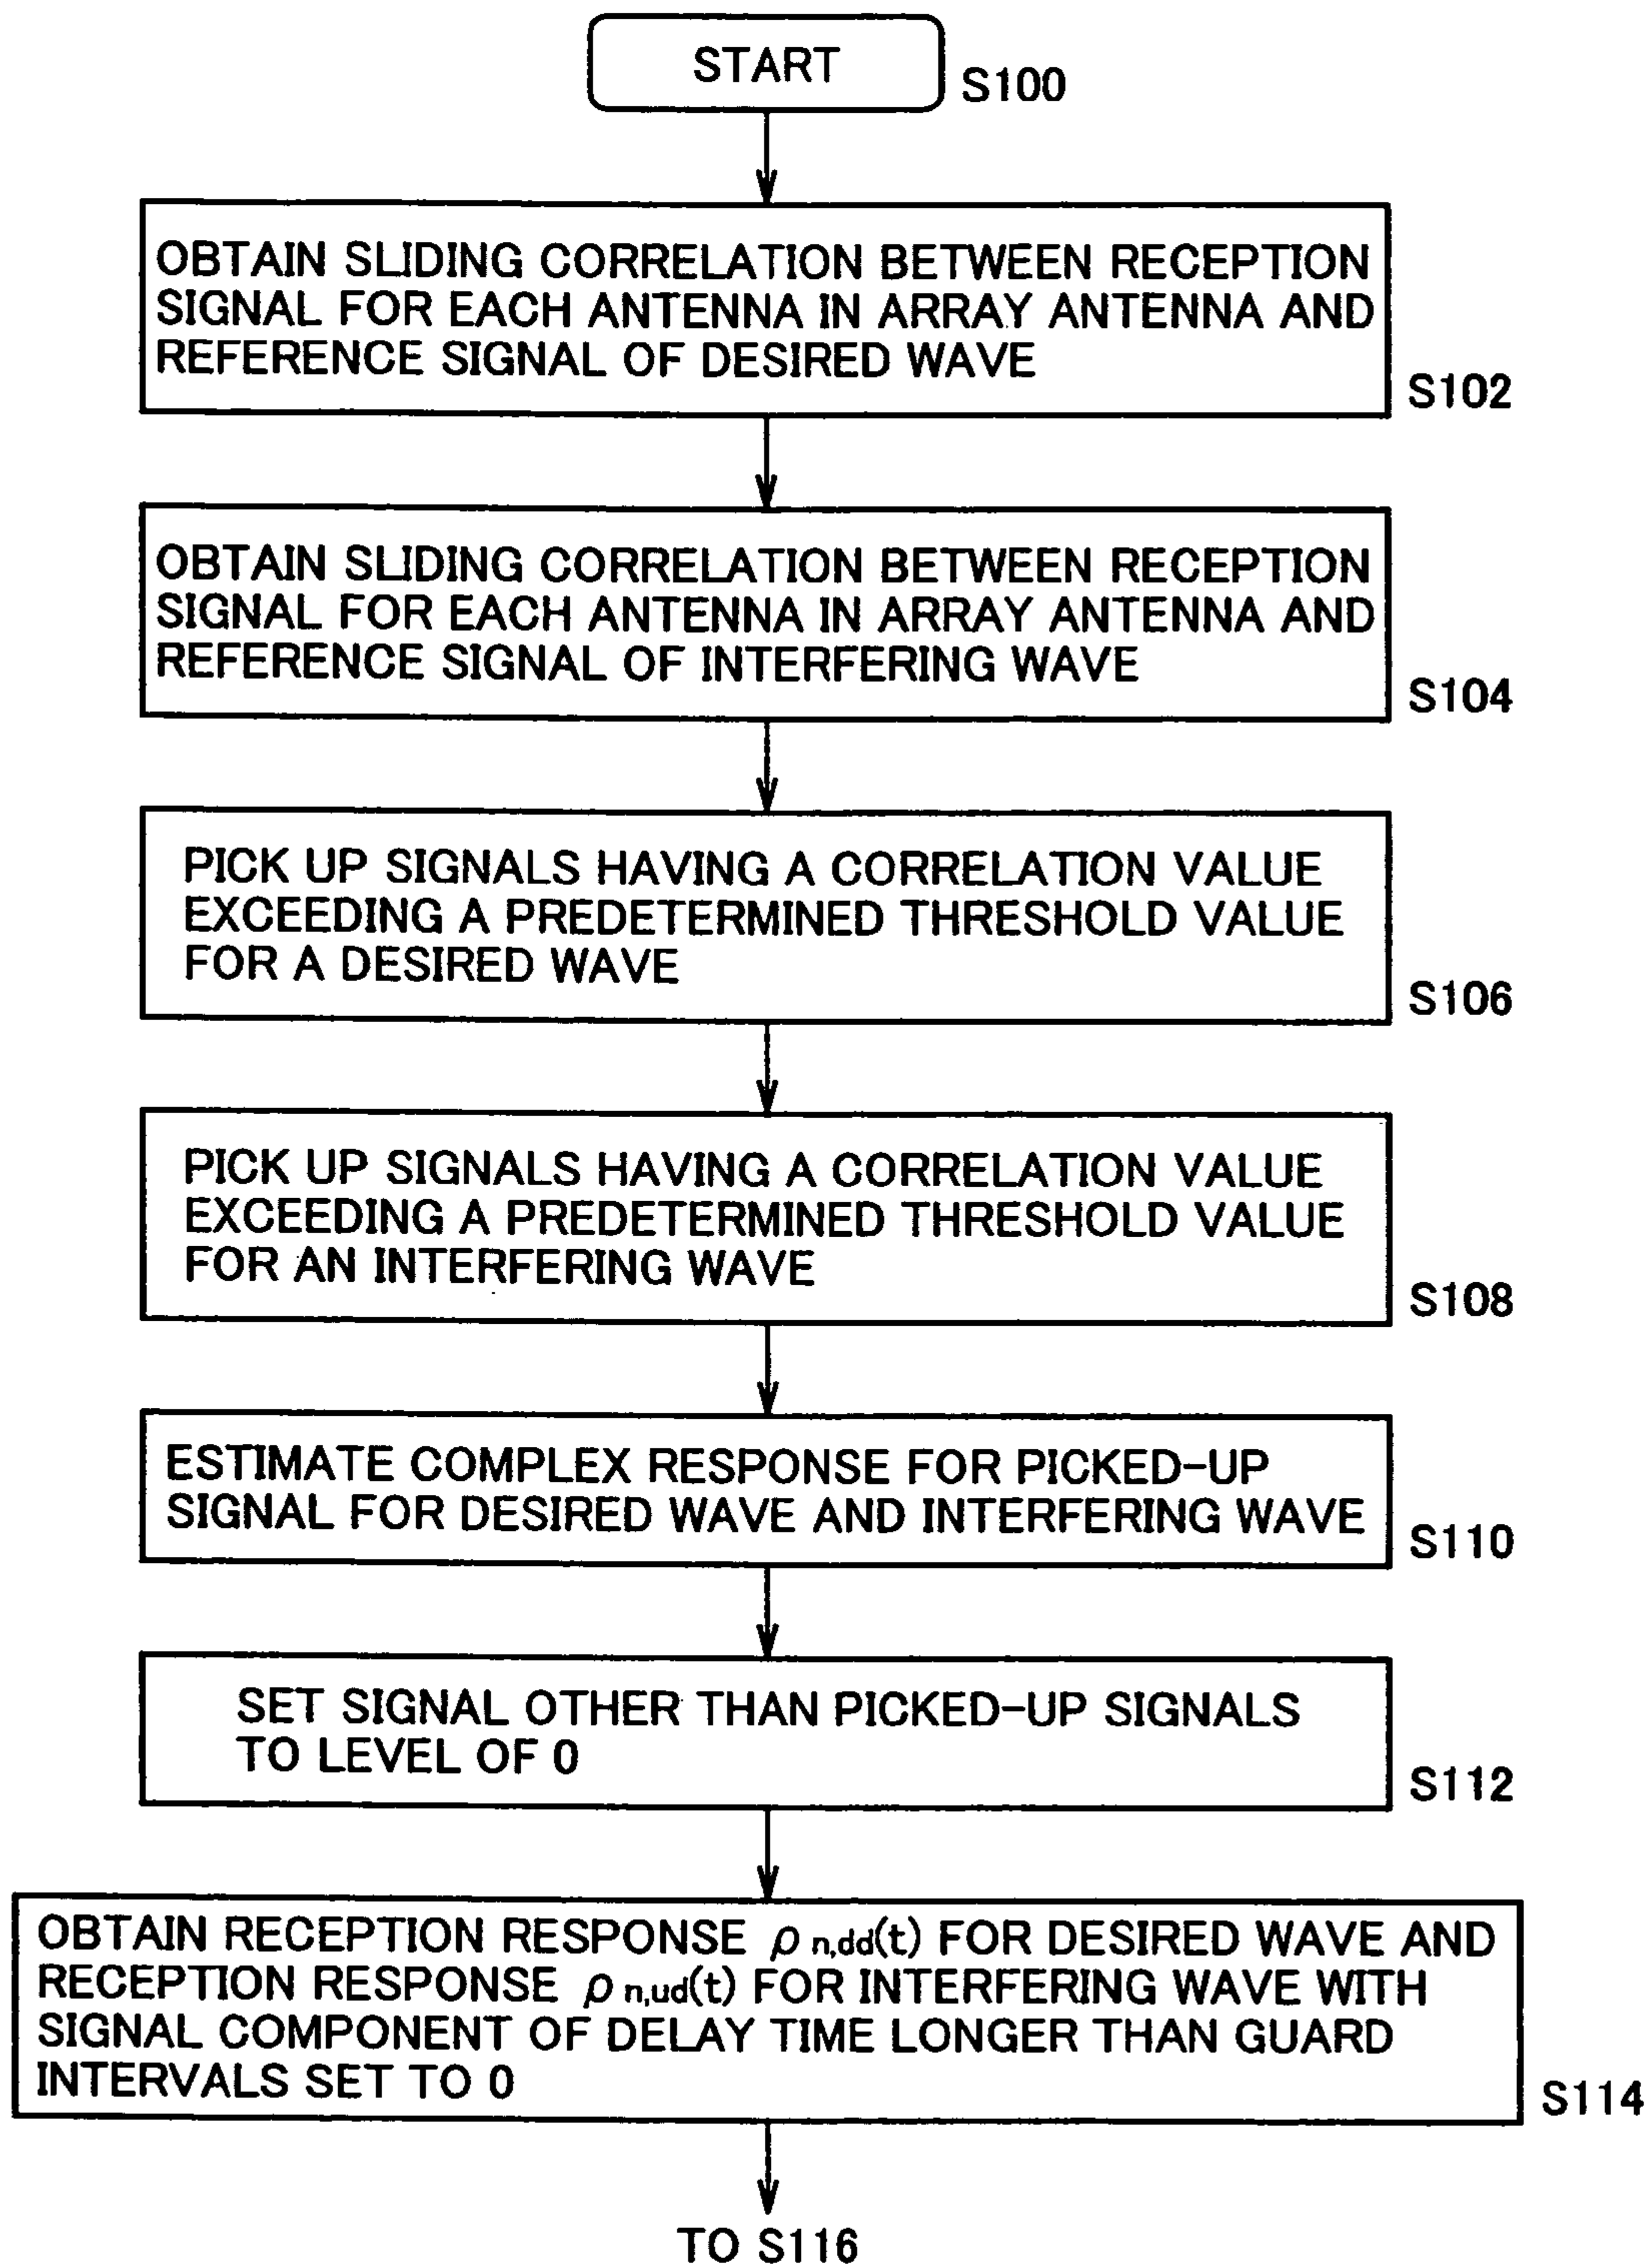 START
S100
OBTAIN SLIDING CORRELATION BETWEEN RECEPTION
SIGNAL FOR EACH ANTENNA IN ARRAY ANTENNA AND
REFERENCE SIGNAL OF DESIRED WAVE
S102
OBTAIN SLIDING CORRELATION BETWEEN RECEPTION
SIGNAL FOR EACH ANTENNA IN ARRAY ANTENNA AND
REFERENCE SIGNAL OF INTERFERING WAVE
S104
PICK UP SIGNALS HAVING A CORRELATION VALUE
EXCEEDING A PREDETERMINED THRESHOLD VALUE
FOR A DESIRED WAVE
S106
PICK UP SIGNALS HAVING A CORRELATION VALUE
EXCEEDING A PREDETERMINED THRESHOLD VALUE
FOR AN INTERFERING WAVE
S108
ESTIMATE COMPLEX RESPONSE FOR PICKED-UP
SIGNAL FOR DESIRED WAVE AND INTERFERING WAVE
S110
SET SIGNAL OTHER THAN PICKED-UP SIGNALS
TO LEVEL OF 0
S112
OBTAIN RECEPTION RESPONSE ρ n,dd(t) FOR DESIRED WAVE AND
RECEPTION RESPONSE ρ n,ud(t) FOR INTERFERING WAVE WITH
SIGNAL COMPONENT OF DELAY TIME LONGER THAN GUARD
INTERVALS SET TO 0
S114
TO S116